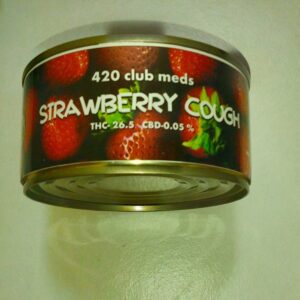 420 club meds
STRAWBERRY COUGH
THC- 26.5 CBD-0.05 %